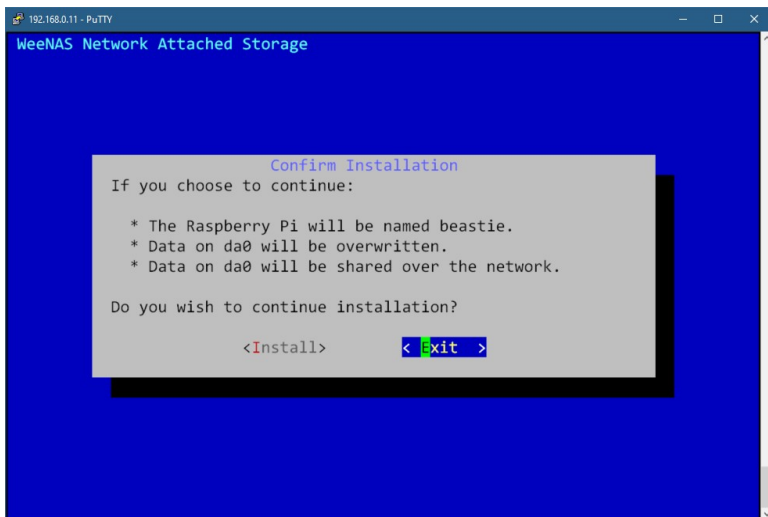 192.168.0.11 - PuTTY
WeeNAS Network Attached Storage
Confirm Installation
If you choose to continue:
* The Raspberry Pi will be named beastie.
* Data on da0 will be overwritten.
* Data on da0 will be shared over the network.
Do you wish to continue installation?
<Install> < Exit >